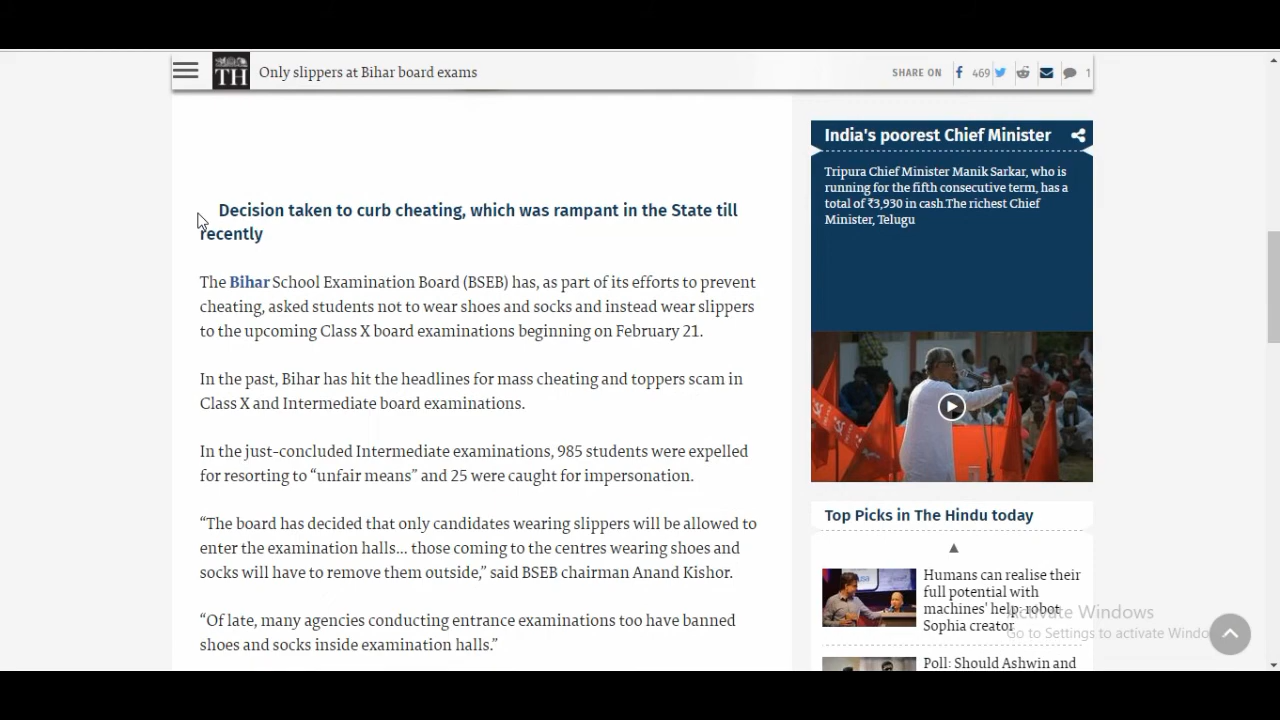 TH
Only slippers at Bihar board exams
SHARE ON 469 1
Decision taken to curb cheating, which was rampant in the State till
recently
The Bihar School Examination Board (BSEB) has, as part of its efforts to prevent
cheating, asked students not to wear shoes and socks and instead wear slippers
to the upcoming Class X board examinations beginning on February 21.
In the past, Bihar has hit the headlines for mass cheating and toppers scam in
Class X and Intermediate board examinations.
In the just-concluded Intermediate examinations, 985 students were expelled
for resorting to “unfair means” and 25 were caught for impersonation.
“The board has decided that only candidates wearing slippers will be allowed to
enter the examination halls... those coming to the centres wearing shoes and
socks will have to remove them outside,” said BSEB chairman Anand Kishor.
“Of late, many agencies conducting entrance examinations too have banned
shoes and socks inside examination halls.”
India's poorest Chief Minister
Tripura Chief Minister Manik Sarkar, who is
running for the fifth consecutive term, has a
total of ₹3,930 in cash.The richest Chief
Minister, Telugu
Top Picks in The Hindu today
Humans can realise their
full potential with
machines' help: robot
Sophia creator
Poll: Should Ashwin and
Activate Windows
Go to Settings to activate Windo